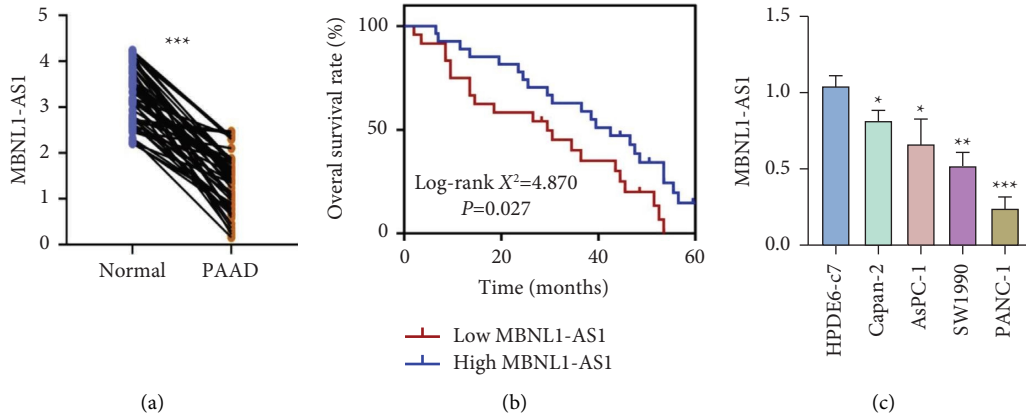 MBNL1-AS1
5
4
3
2
1
0
***
Normal
PAAD
(a)
Overal survival rate (%)
100
50
0
Log-rank X²=4.870
P=0.027
0
20
40
60
Time (months)
Low MBNL1-AS1
High MBNL1-AS1
(b)
MBNL1-AS1
1.5
1.0
0.5
0.0
*
*
**
***
HPDE6-c7
Capan-2
AsPC-1
SW1990
PANC-1
(c)